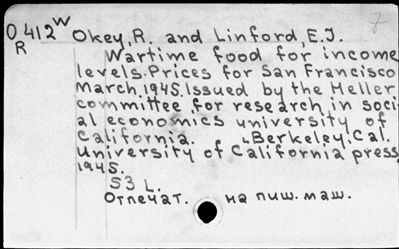 O 412 W Okey, R. and Linford, E.J.
R
Wartime food for income
levels. Prices for San Francisco
March, 1945. Issued by the Heller
committee for research in soci
al economics university of
California. Berkeley, Cal.
University of California press,
1945.
53 L.
Отпечат. на пиш. маш.